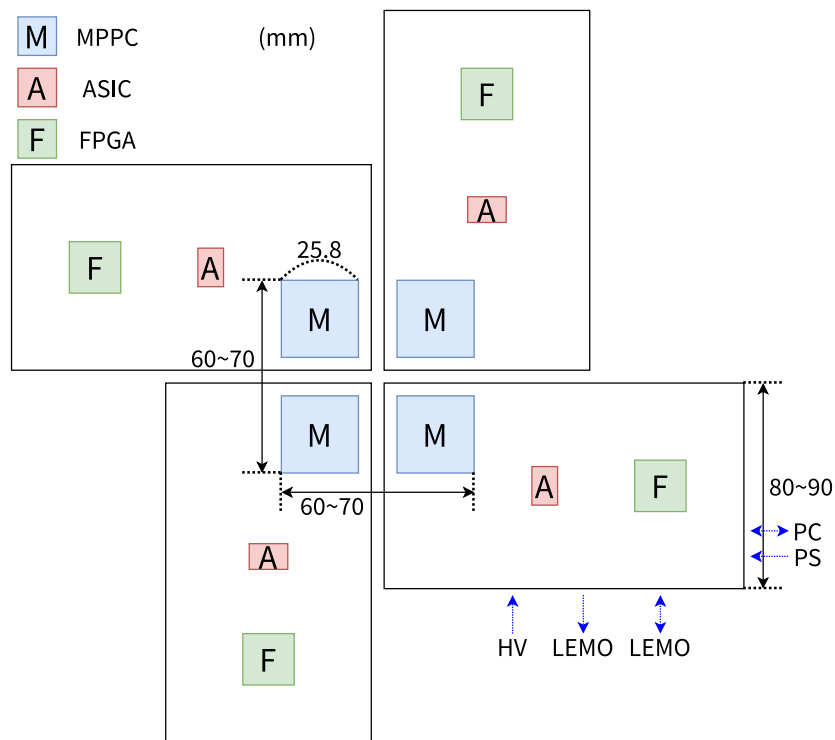 M MPPC (mm)
A ASIC
F FPGA
F
A
25.8
F A
M M
60~70
M M
A F 80~90
60~70
PC
A PS
HV LEMO LEMO
F